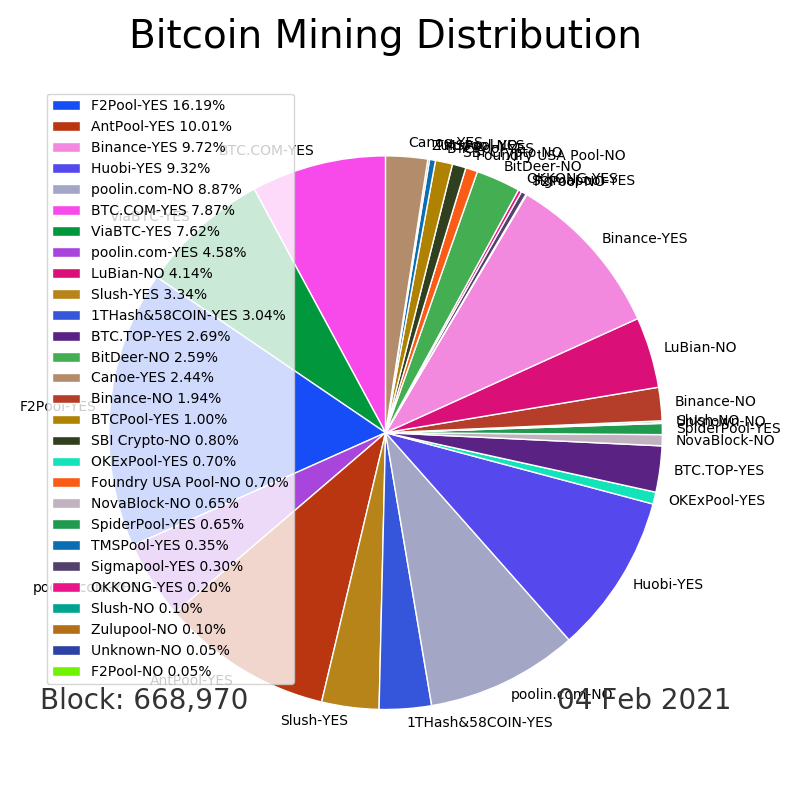 Bitcoin Mining Distribution
F2Pool-YES 16.19%
AntPool-YES 10.01%
Binance-YES 9.72%
Huobi-YES 9.32%
poolin.com-NO 8.87%
BTC.COM-YES 7.87%
ViaBTC-YES 7.62%
poolin.com-YES 4.58%
LuBian-NO 4.14%
Slush-YES 3.34%
1THash&58COIN-YES 3.04%
BTC.TOP-YES 2.69%
BitDeer-NO 2.59%
Canoe-YES 2.44%
Binance-NO 1.94%
BTCPool-YES 1.00%
SBI Crypto-NO 0.80%
OKExPool-YES 0.70%
Foundry USA Pool-NO 0.70%
NovaBlock-NO 0.65%
SpiderPool-YES 0.65%
TMSPool-YES 0.35%
Sigmapool-YES 0.30%
OKKONG-YES 0.20%
Slush-NO 0.10%
Zulupool-NO 0.10%
Unknown-NO 0.05%
F2Pool-NO 0.05%
Canoe-YES
Foundry USA Pool-NO
BitDeer-NO
OKKONG-YES
Binance-YES
LuBian-NO
Binance-NO
Slush-NO
SpiderPool-YES
NovaBlock-NO
BTC.TOP-YES
OKExPool-YES
Huobi-YES
poolin.com-NO
1THash&58COIN-YES
Slush-YES
AntPool-YES
F2Pool-YES
ViaBTC-YES
BTC.COM-YES
Block: 668,970
04 Feb 2021